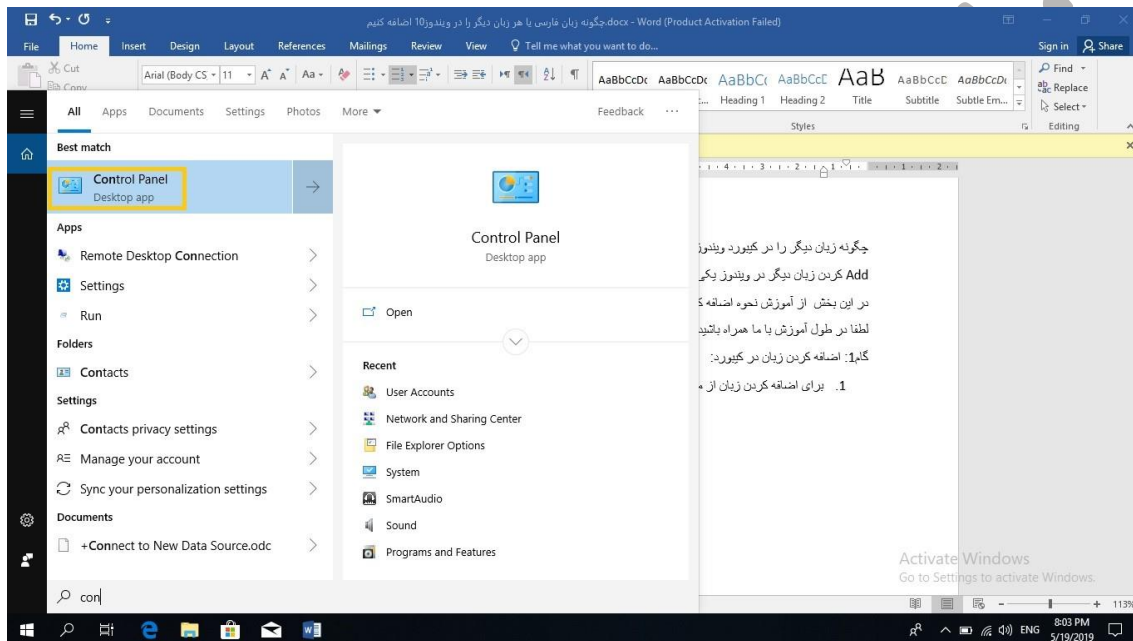 چگونه زبان فارسی یا هر زبان دیگر را در ویندوز10 اضافه کنیم.docx - Word (Product Activation Failed)
File Home Insert Design Layout References Mailings Review View Tell me what you want to do... Sign in Share
Cut
Copy
Arial (Body CS 11
Aa
AaBbCcDc AaBbCcDc AaBbCc AaBbCcE AaB AaBbCcE AaBbCcDc
Heading 1 Heading 2 Title Subtitle Subtle Em...
Styles
Find
Replace
Select
Editing
All Apps Documents Settings Photos More Feedback ...
Best match
Control Panel
Desktop app
Apps
Remote Desktop Connection
Settings
Run
Folders
Contacts
Settings
Contacts privacy settings
Manage your account
Sync your personalization settings
Documents
+Connect to New Data Source.odc
con
Control Panel
Desktop app
Open
Recent
User Accounts
Network and Sharing Center
File Explorer Options
System
SmartAudio
Sound
Programs and Features
4 3 2 1 1 2
چگونه زبان دیگر را در کیبورد ویندوز
Add کردن زبان دیگر در ویندوز یکی
در این بخش از آموزش نحوه اضافه
لطفا در طول آموزش با ما همراه باشید
گام1: اضافه کردن زبان در کیبورد:
1. برای اضافه کردن زبان از
Activate Windows
Go to Settings to activate Windows.
113%
ENG
8:03 PM
5/19/2019